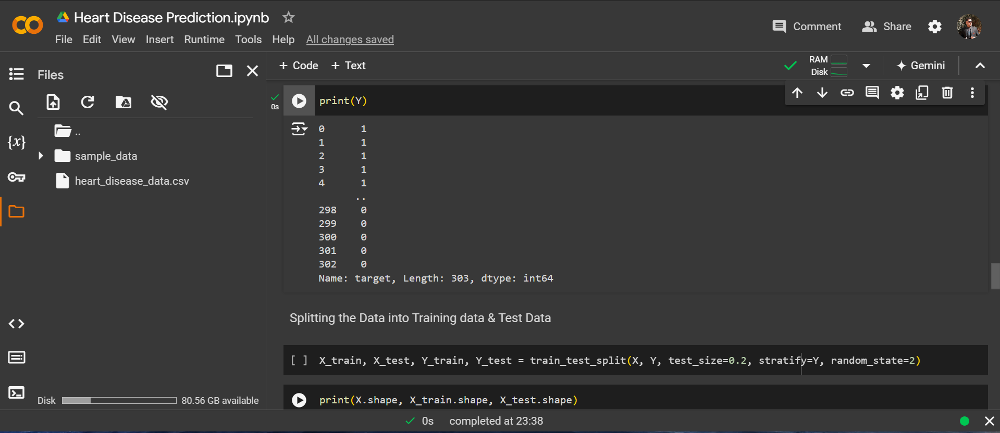 Heart Disease Prediction.ipynb
File Edit View Insert Runtime Tools Help All changes saved
Comment Share
Files
+ Code + Text
RAM
Disk
Gemini
..
sample_data
heart_disease_data.csv
{x}
Disk 80.56 GB available
0s
print(Y)
0 1
1 1
2 1
3 1
4 1
..
298 0
299 0
300 0
301 0
302 0
Name: target, Length: 303, dtype: int64
Splitting the Data into Training data & Test Data
[ ] X_train, X_test, Y_train, Y_test = train_test_split(X, Y, test_size=0.2, stratify=Y, random_state=2)
print(X.shape, X_train.shape, X_test.shape)
0s completed at 23:38